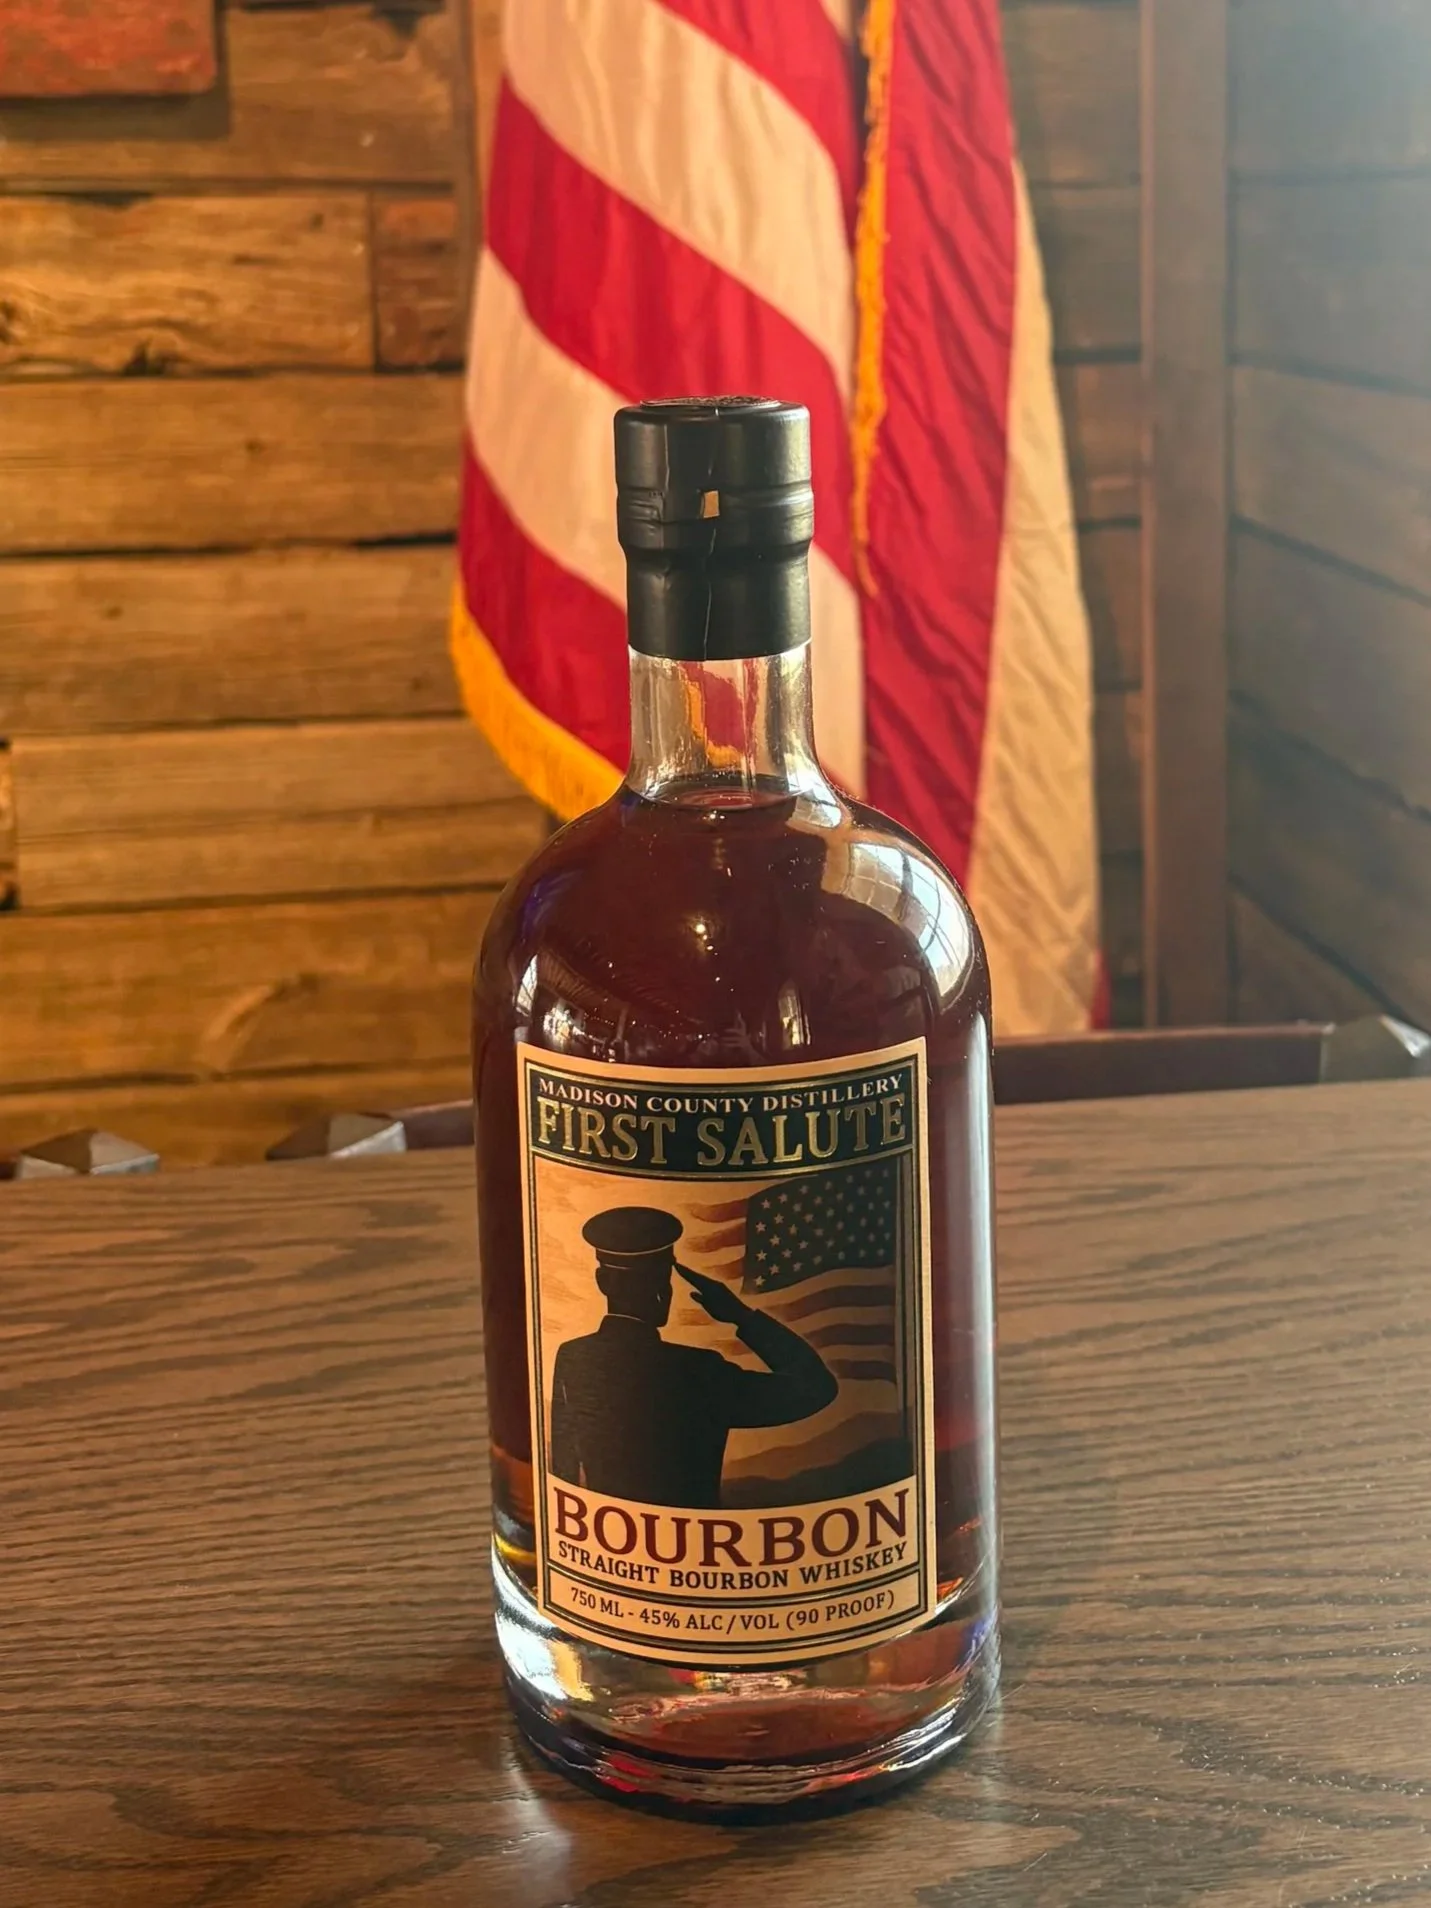 MADISON COUNTY DISTILLERY
FIRST SALUTE
BOURBON
STRAIGHT BOURBON WHISKEY
750 ML - 45% ALC/VOL (90 PROOF)